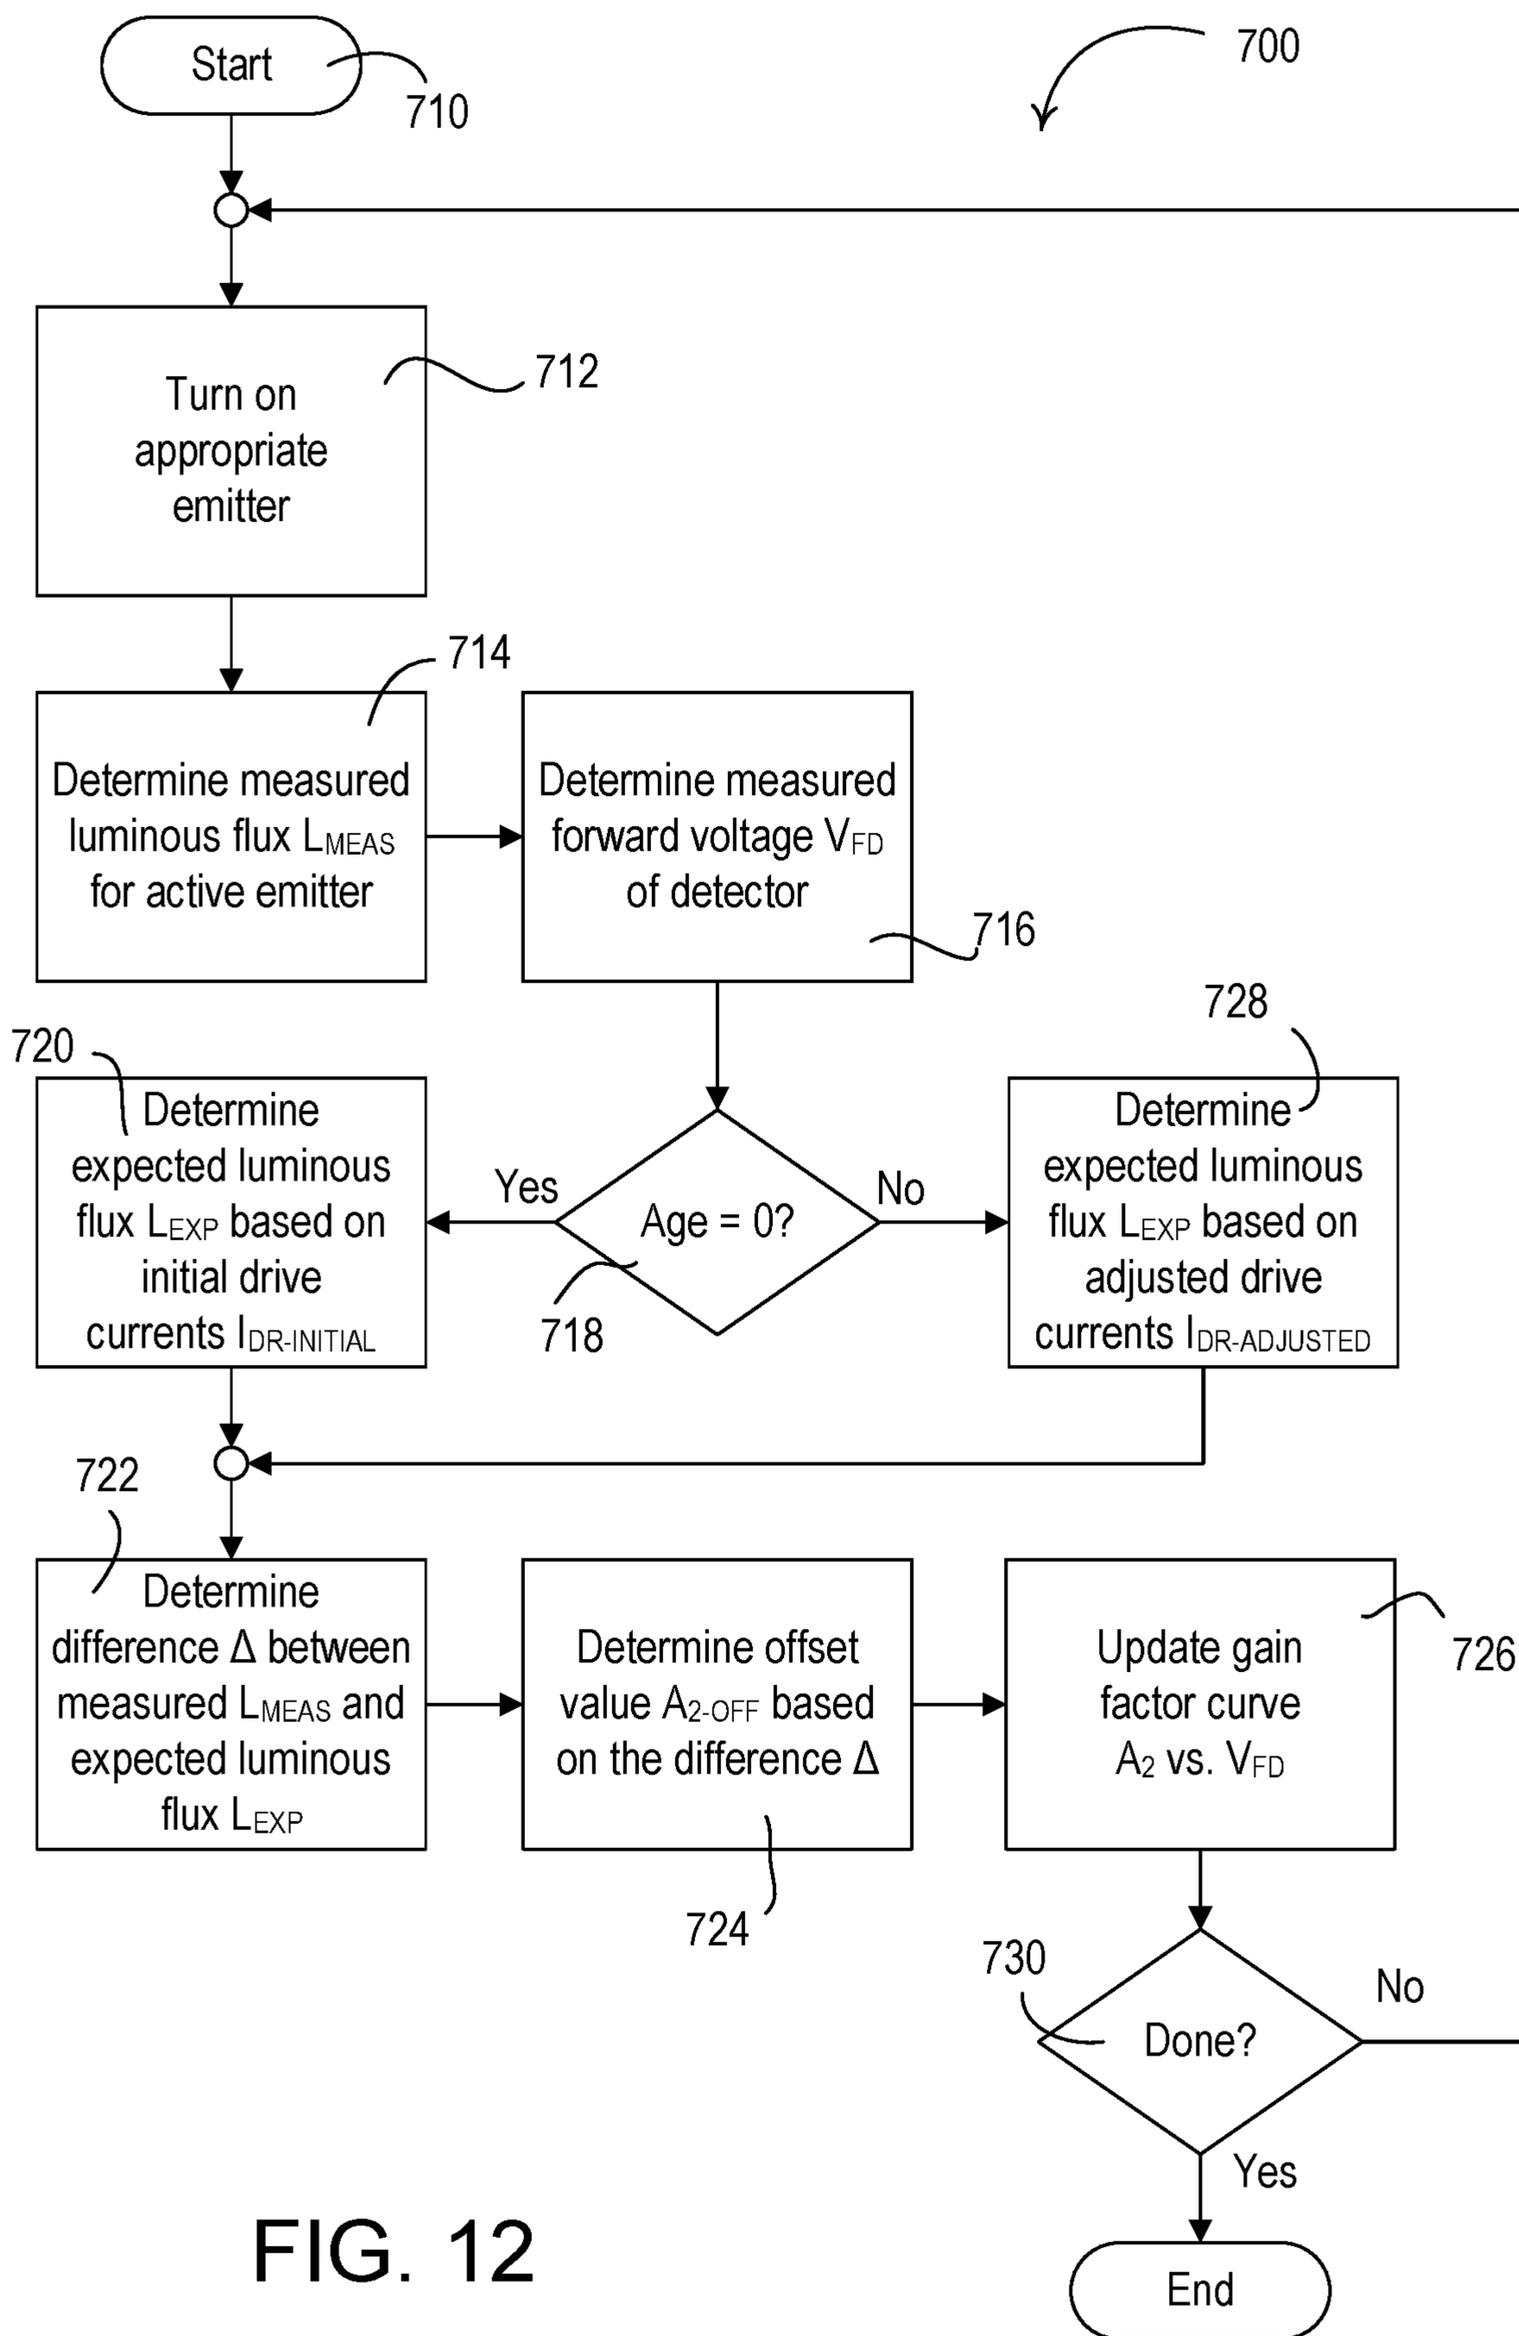 Start
710
700
Turn on
appropriate
emitter
712
714
Determine measured
luminous flux LMEAS
for active emitter
Determine measured
forward voltage VFD
of detector
716
720
Determine
expected luminous
flux LEXP based on
initial drive
currents IDR-INITIAL
Yes
Age = 0?
No
718
728
Determine
expected luminous
flux LEXP based on
adjusted drive
currents IDR-ADJUSTED
722
Determine
difference Δ between
measured LMEAS and
expected luminous
flux LEXP
Determine offset
value A2-OFF based
on the difference Δ
724
Update gain
factor curve
A2 vs. VFD
726
730
Done?
No
Yes
End
FIG. 12